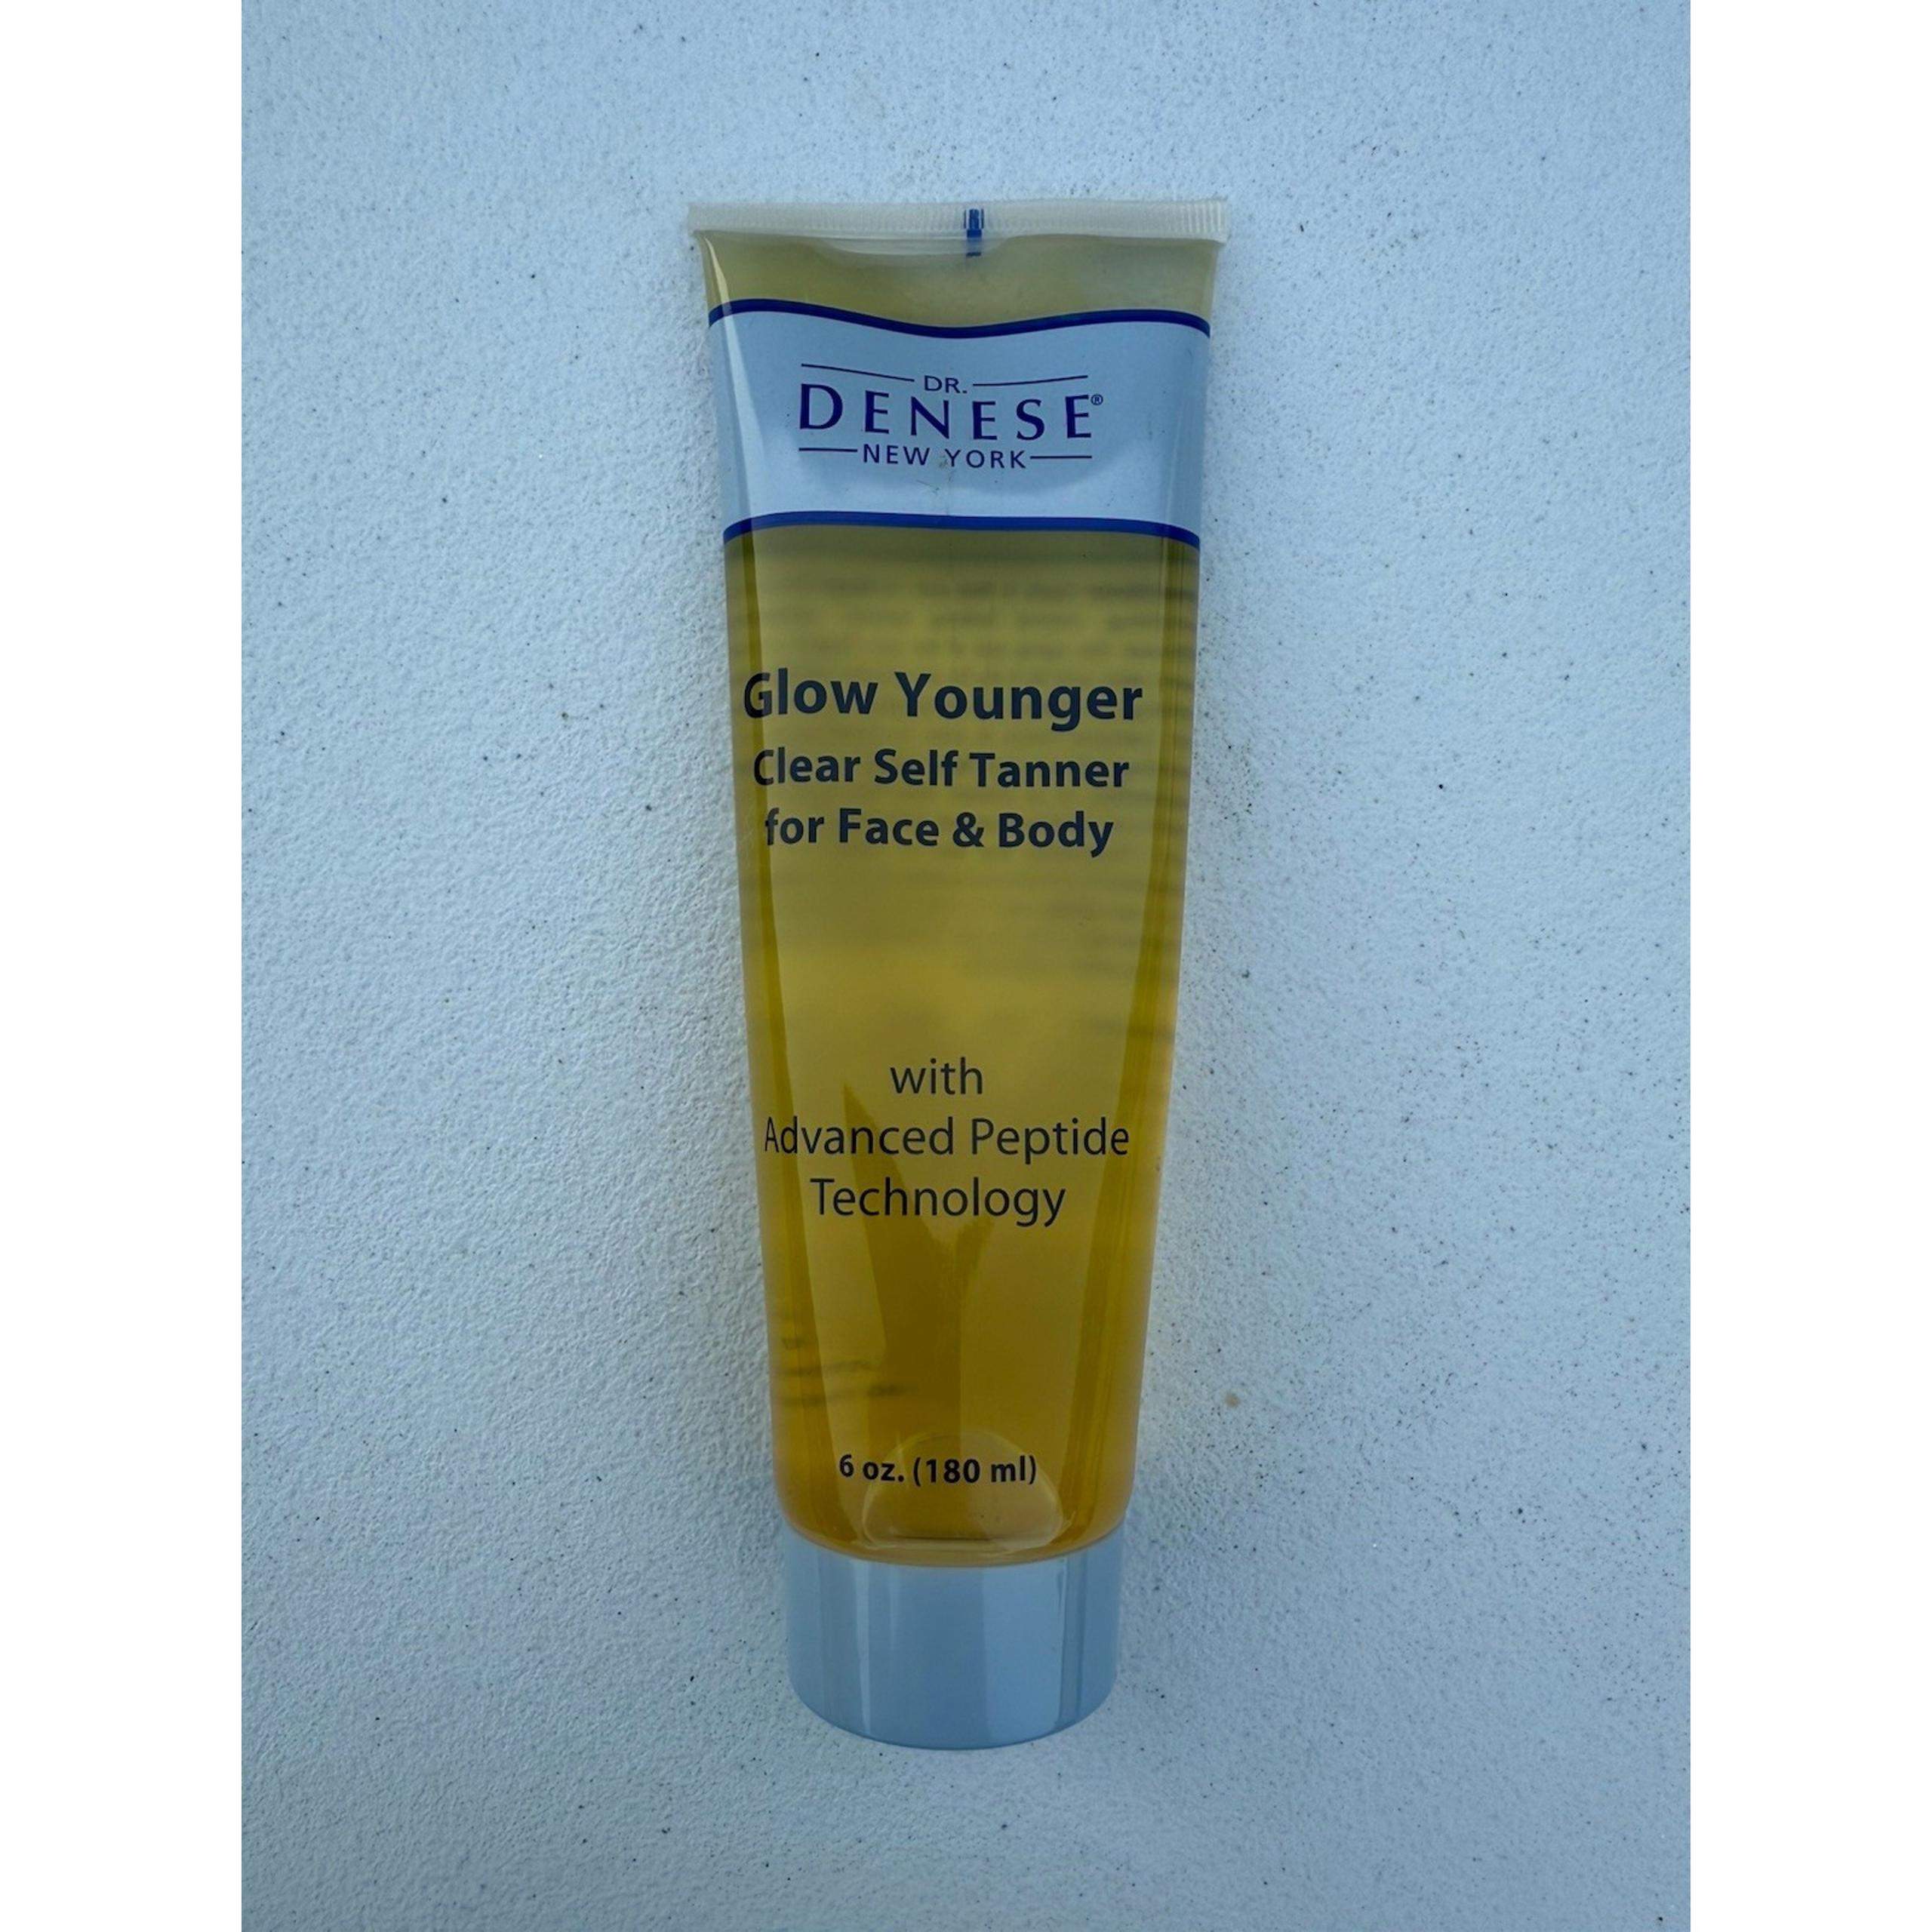 DR.
DENESE®
NEW YORK
Glow Younger
Clear Self Tanner
for Face & Body
with
Advanced Peptide
Technology
6 oz. (180 ml)